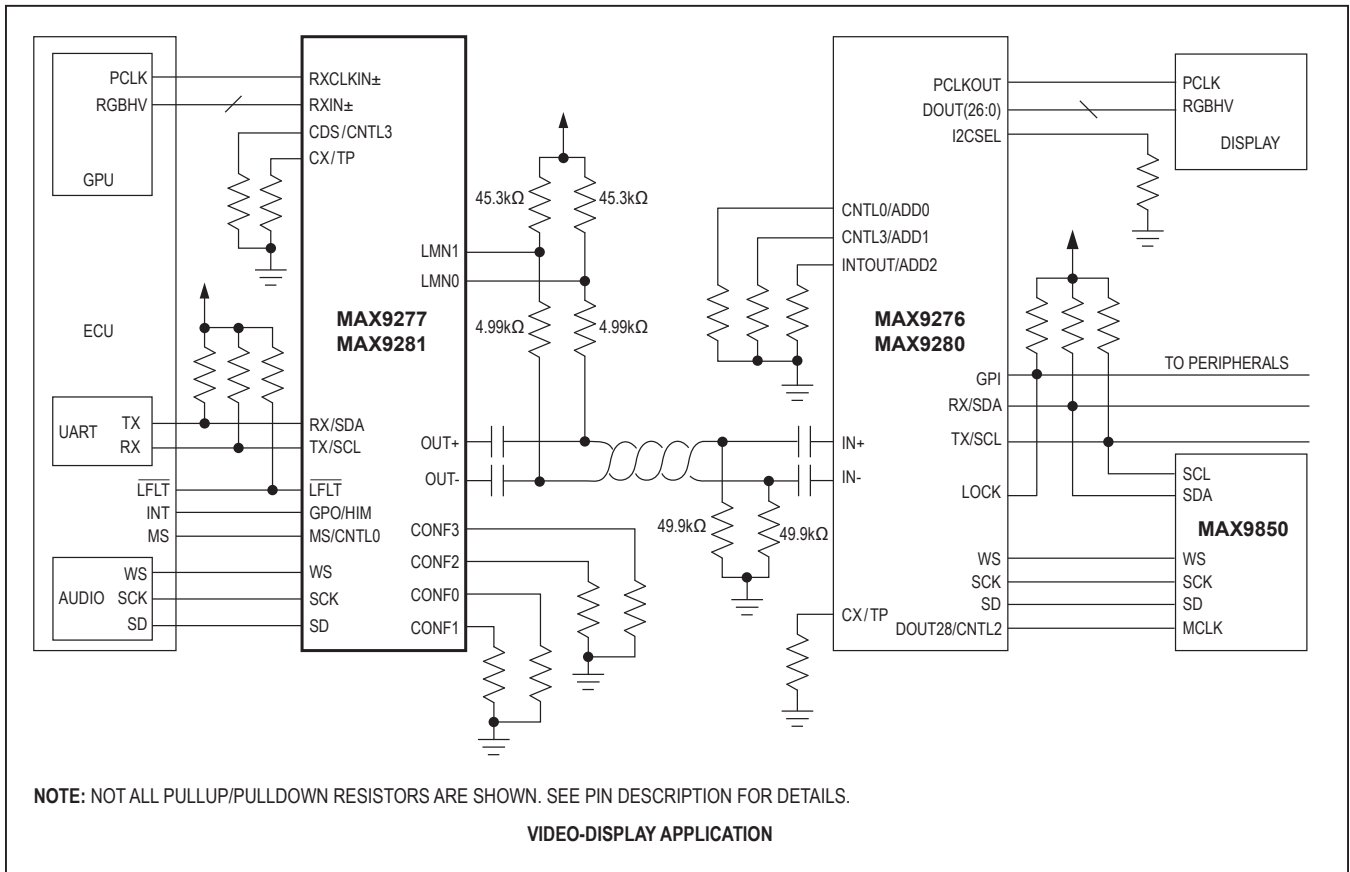 PCLK
RGBHV
GPU
ECU
UART
TX
RX
LFLT
INT
MS
AUDIO
WS
SCK
SD
RXCLKIN±
RXIN±
CDS/CNTL3
CX/TP
LMN1
LMN0
MAX9277
MAX9281
RX/SDA
TX/SCL
LFLT
GPO/HIM
MS/CNTL0
WS
SCK
SD
OUT+
OUT-
CONF3
CONF2
CONF0
CONF1
45.3kΩ
45.3kΩ
4.99kΩ
4.99kΩ
49.9kΩ
49.9kΩ
PCLKOUT
DOUT(26:0)
I2CSEL
CNTL0/ADD0
CNTL3/ADD1
INTOUT/ADD2
MAX9276
MAX9280
GPI
RX/SDA
TX/SCL
IN+
IN-
LOCK
WS
SCK
SD
CX/TP
DOUT28/CNTL2
PCLK
RGBHV
DISPLAY
TO PERIPHERALS
SCL
SDA
MAX9850
WS
SCK
SD
MCLK
NOTE: NOT ALL PULLUP/PULLDOWN RESISTORS ARE SHOWN. SEE PIN DESCRIPTION FOR DETAILS.
VIDEO-DISPLAY APPLICATION